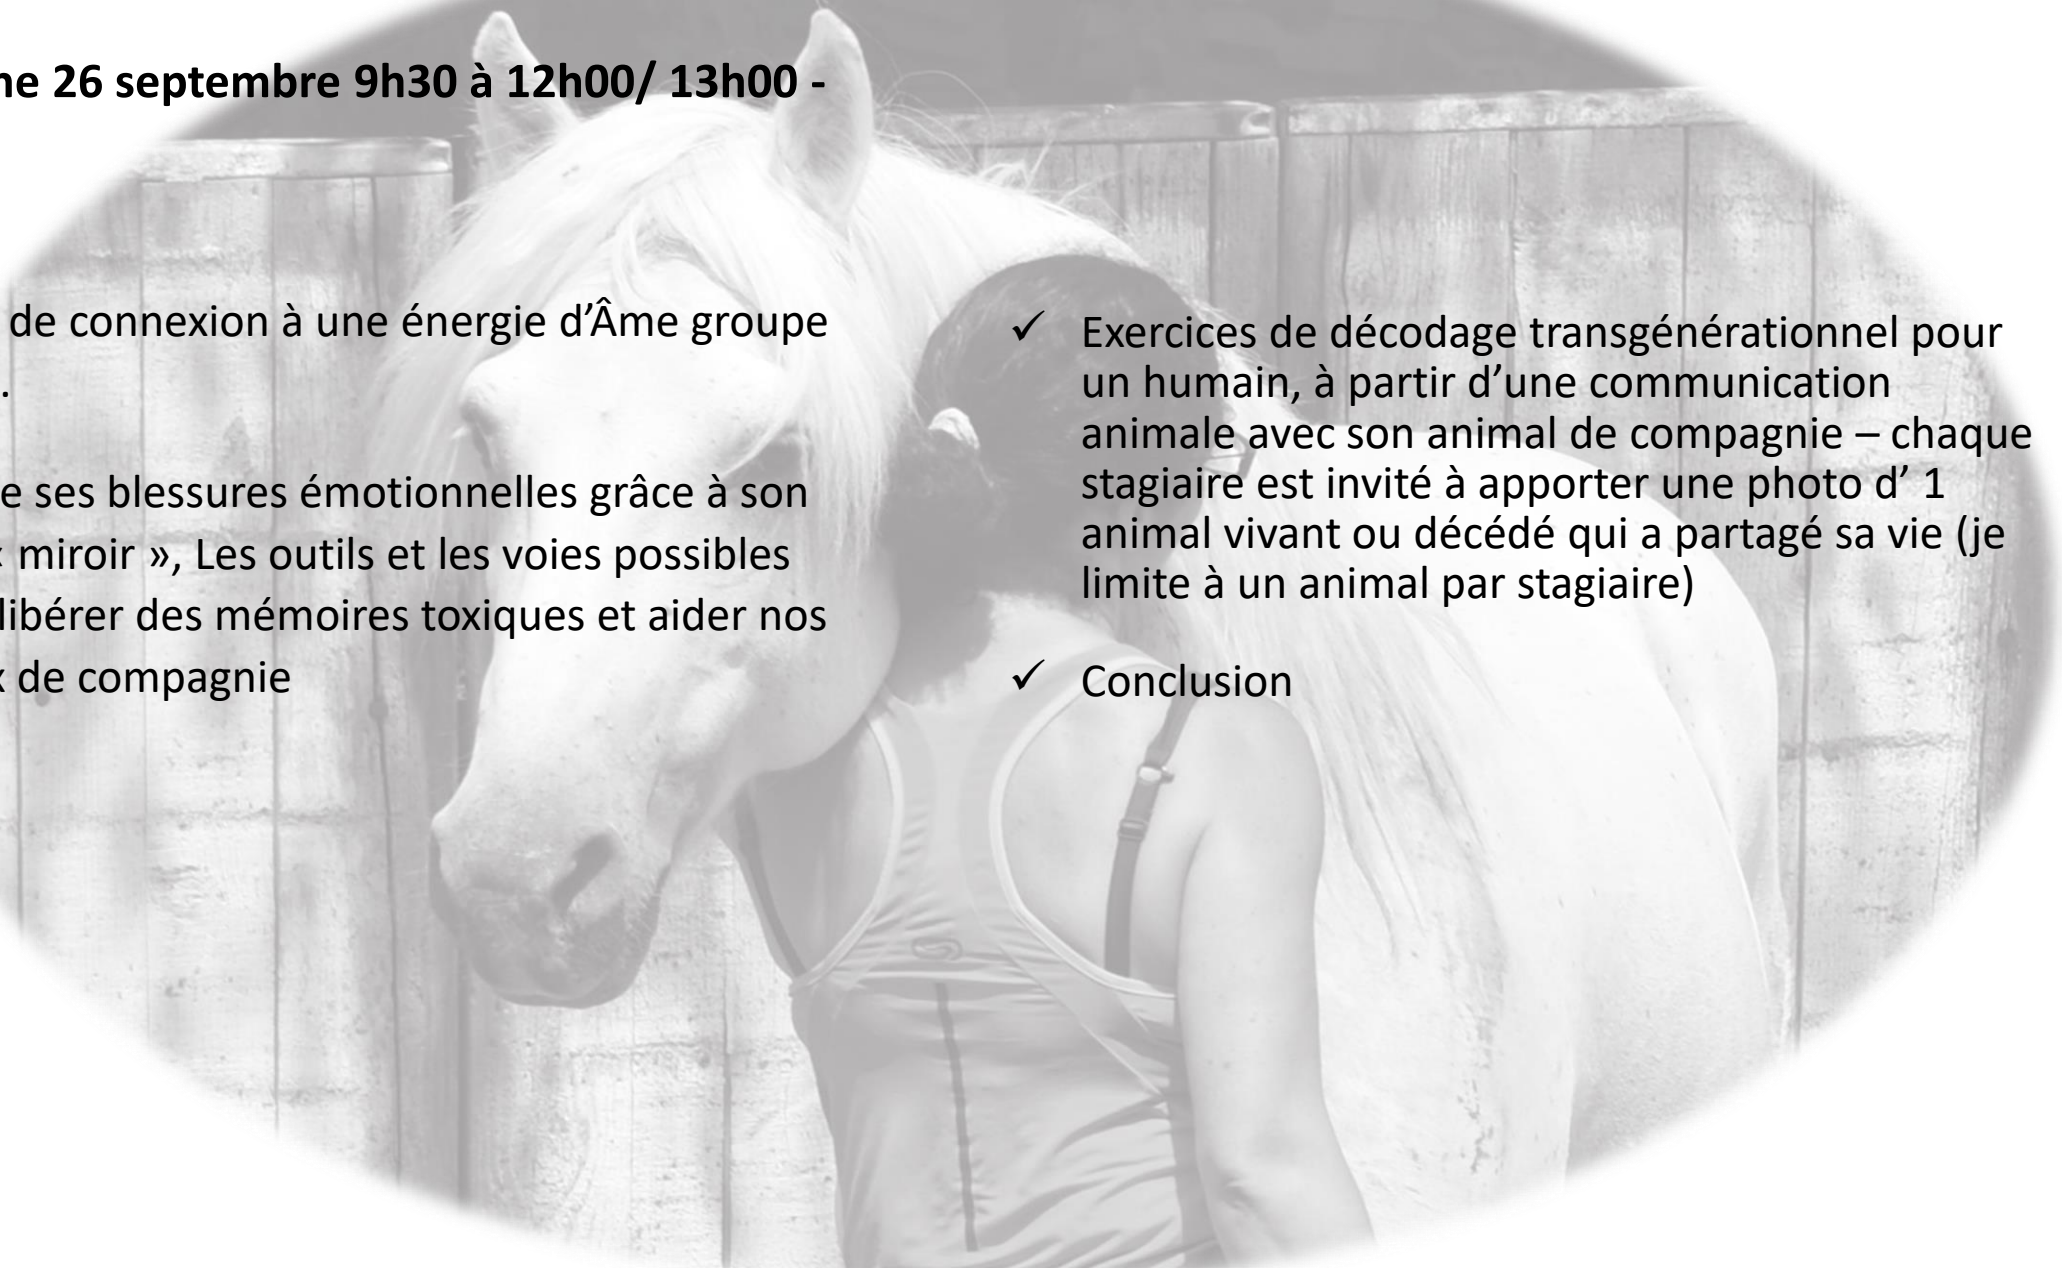 ne 26 septembre 9h30 à 12h00/ 13h00 -
de connexion à une énergie d’Âme groupe
.
e ses blessures émotionnelles grâce à son
« miroir », Les outils et les voies possibles
libérer des mémoires toxiques et aider nos
x de compagnie
✓ Exercices de décodage transgénérationnel pour
un humain, à partir d’une communication
animale avec son animal de compagnie – chaque
stagiaire est invité à apporter une photo d’ 1
animal vivant ou décédé qui a partagé sa vie (je
limite à un animal par stagiaire)
✓ Conclusion